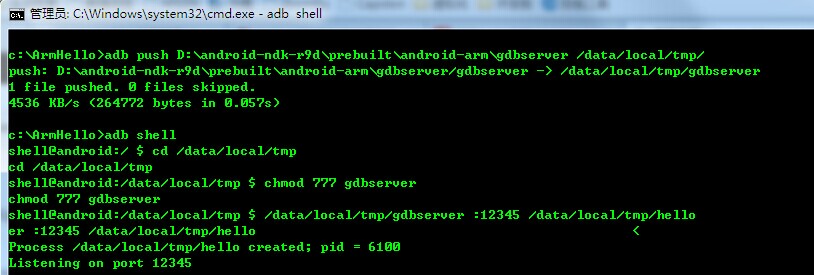 管理员: C:\Windows\system32\cmd.exe - adb  shell
c:\ArmHello>adb push D:\android-ndk-r9d\prebuilt\android-arm\gdbserver /data/local/tmp/
push: D:\android-ndk-r9d\prebuilt\android-arm\gdbserver/gdbserver -> /data/local/tmp/gdbserver
1 file pushed. 0 files skipped.
4536 KB/s (264772 bytes in 0.057s)
c:\ArmHello>adb shell
shell@android:/ $ cd /data/local/tmp
cd /data/local/tmp
shell@android:/data/local/tmp $ chmod 777 gdbserver
chmod 777 gdbserver
shell@android:/data/local/tmp $ /data/local/tmp/gdbserver :12345 /data/local/tmp/hello
er :12345 /data/local/tmp/hello                                               <
Process /data/local/tmp/hello created; pid = 6100
Listening on port 12345